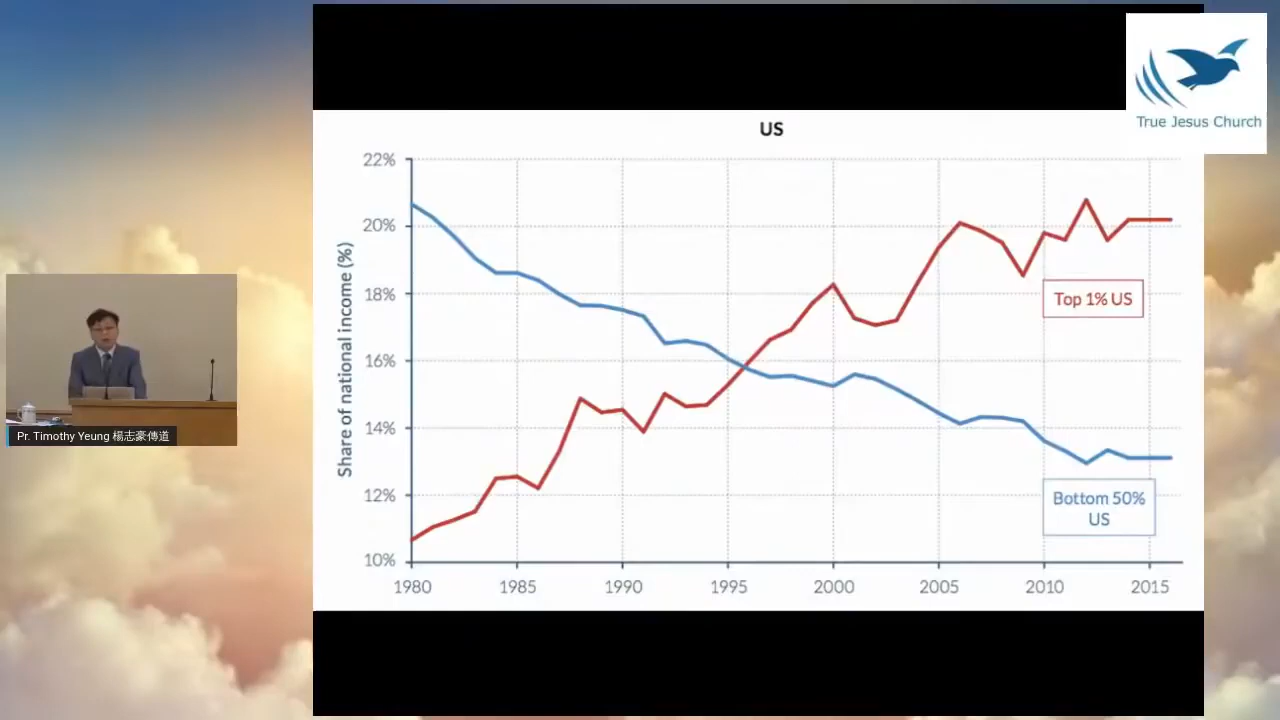 True Jesus Church
US
Share of national income (%)
22%
20%
18%
16%
14%
12%
10%
1980
1985
1990
1995
2000
2005
2010
2015
Top 1% US
Bottom 50%
US
Pr. Timothy Yeung 楊志豪傳道